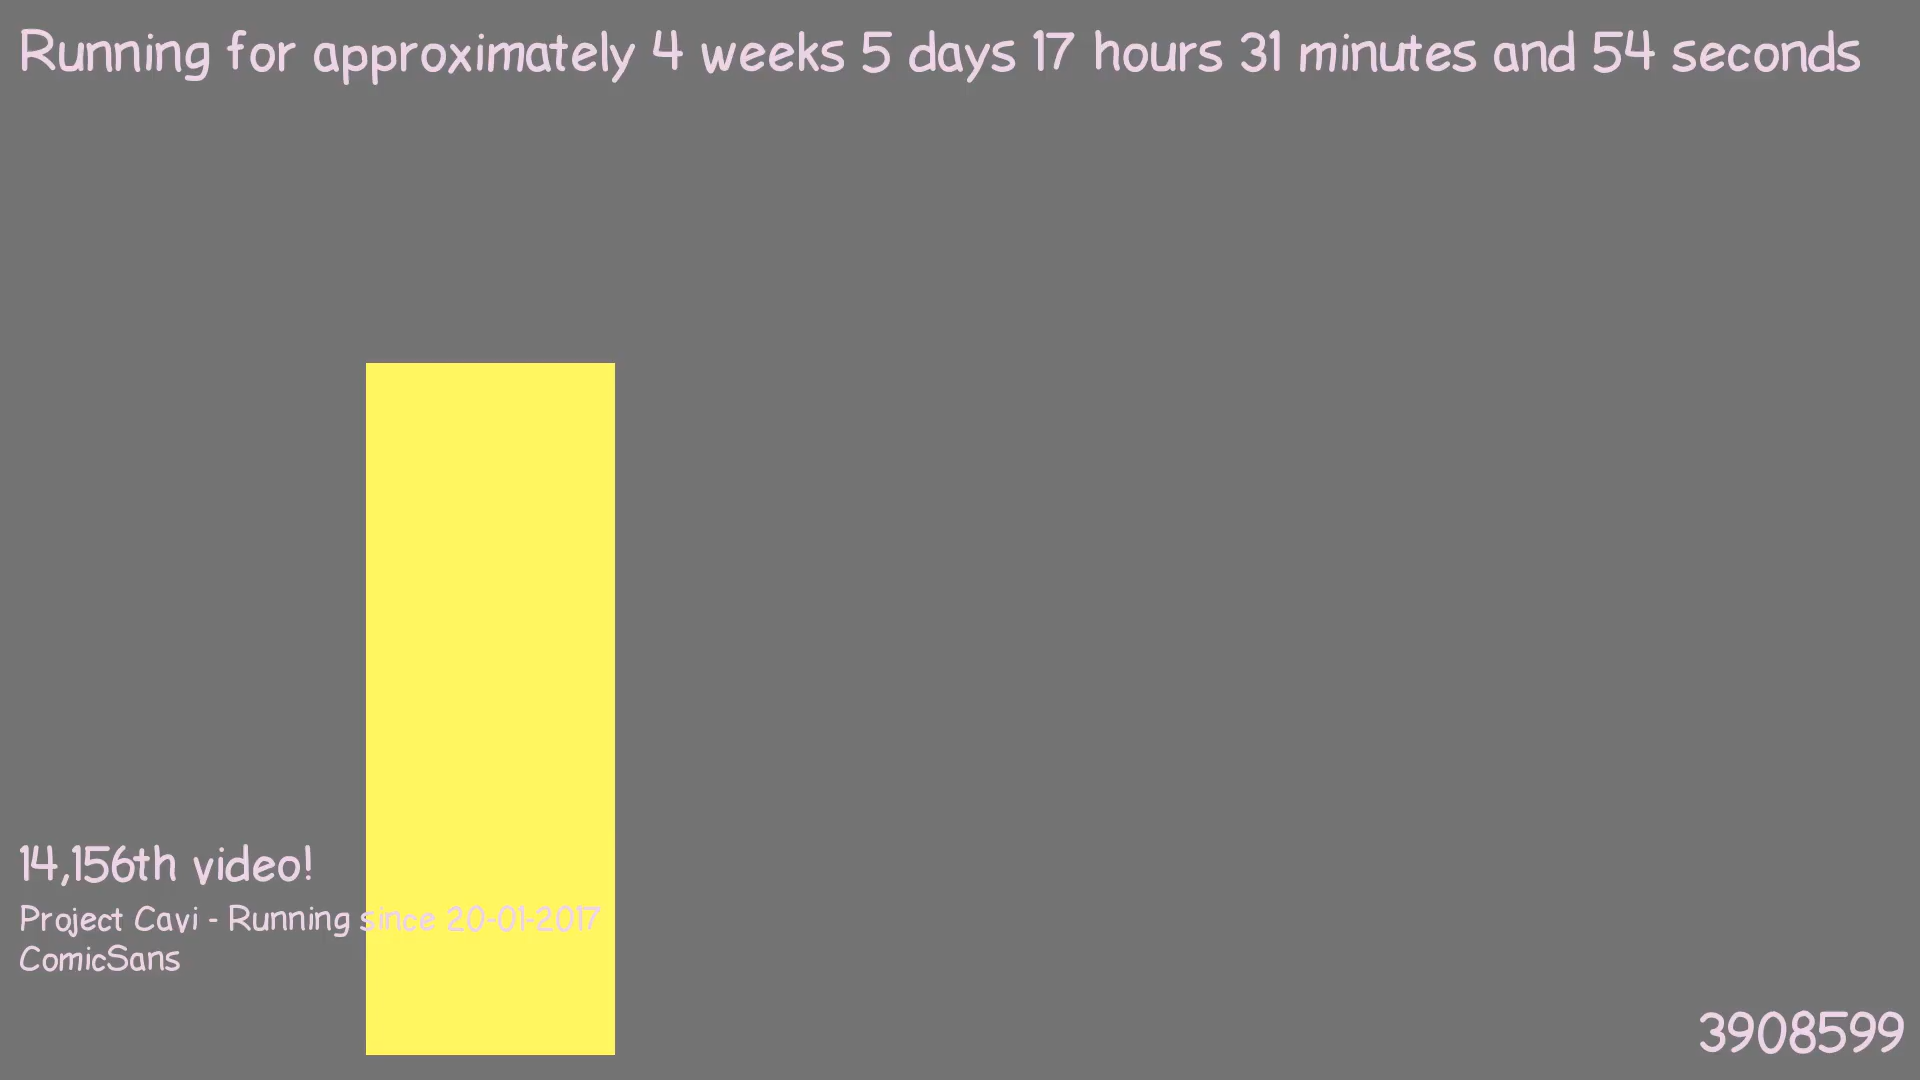 Running for approximately 4 weeks 5 days 17 hours 31 minutes and 54 seconds
14,156th video!
Project Cavi - Running since 20-01-2017
ComicSans
3908599